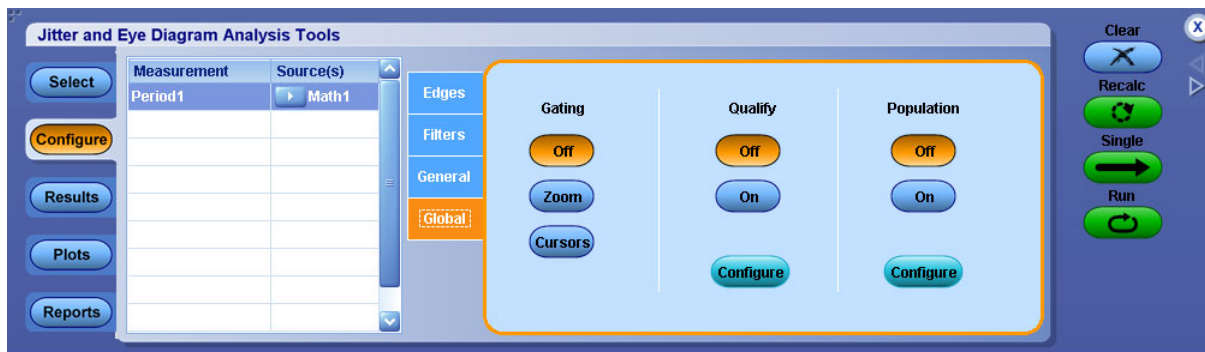 Jitter and Eye Diagram Analysis Tools
Select
Configure
Results
Plots
Reports
Measurement Source(s)
Period1 Math1
Edges
Filters
General
Global
Gating
Off
Zoom
Cursors
Qualify
Off
On
Configure
Population
Off
On
Configure
Clear
Recalc
Single
Run
X